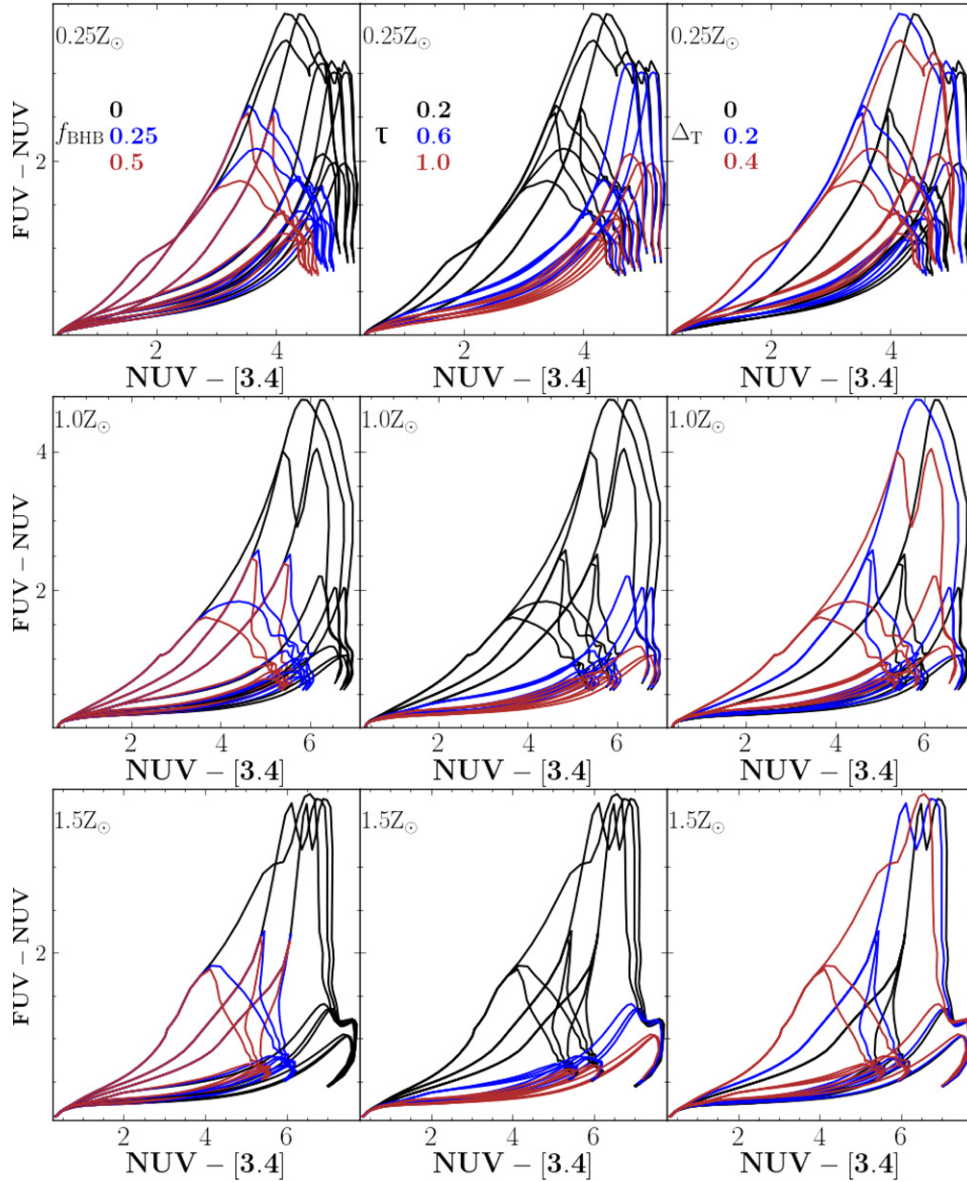 0.25Z☉ 0.25Z☉ 0.25Z☉
0 0.2 0
f_BHB 0.25 τ 0.6 Δ_T 0.2
0.5 1.0 0.4
FUV – NUV
2
2 4 2 4 2 4
NUV – [3.4] NUV – [3.4] NUV – [3.4]
1.0Z☉ 1.0Z☉ 1.0Z☉
4
FUV – NUV
2
2 4 6 2 4 6 2 4 6
NUV – [3.4] NUV – [3.4] NUV – [3.4]
1.5Z☉ 1.5Z☉ 1.5Z☉
FUV – NUV
2
2 4 6 2 4 6 2 4 6
NUV – [3.4] NUV – [3.4] NUV – [3.4]